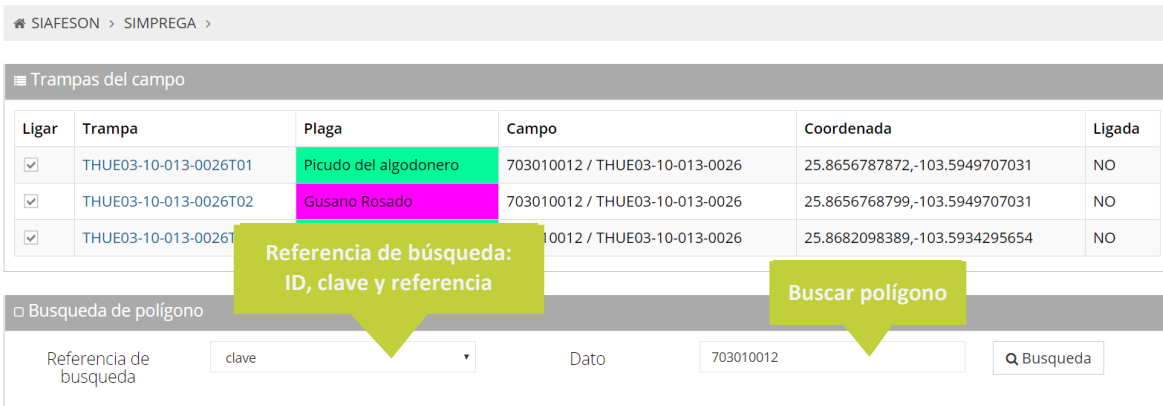 SIAFESON > SIMPREGA >
Trampas del campo
Ligar Trampa Plaga Campo Coordenada Ligada
THUE03-10-013-0026T01 Picudo del algodonero 703010012 / THUE03-10-013-0026 25.8656787872,-103.5949707031 NO
THUE03-10-013-0026T02 Gusano Rosado 703010012 / THUE03-10-013-0026 25.8656768799,-103.5949707031 NO
THUE03-10-013-0026T 10012 / THUE03-10-013-0026 25.8682098389,-103.5934295654 NO
Referencia de búsqueda:
ID, clave y referencia
Buscar polígono
Busqueda de polígono
Referencia de
busqueda
clave
Dato
703010012
Busqueda